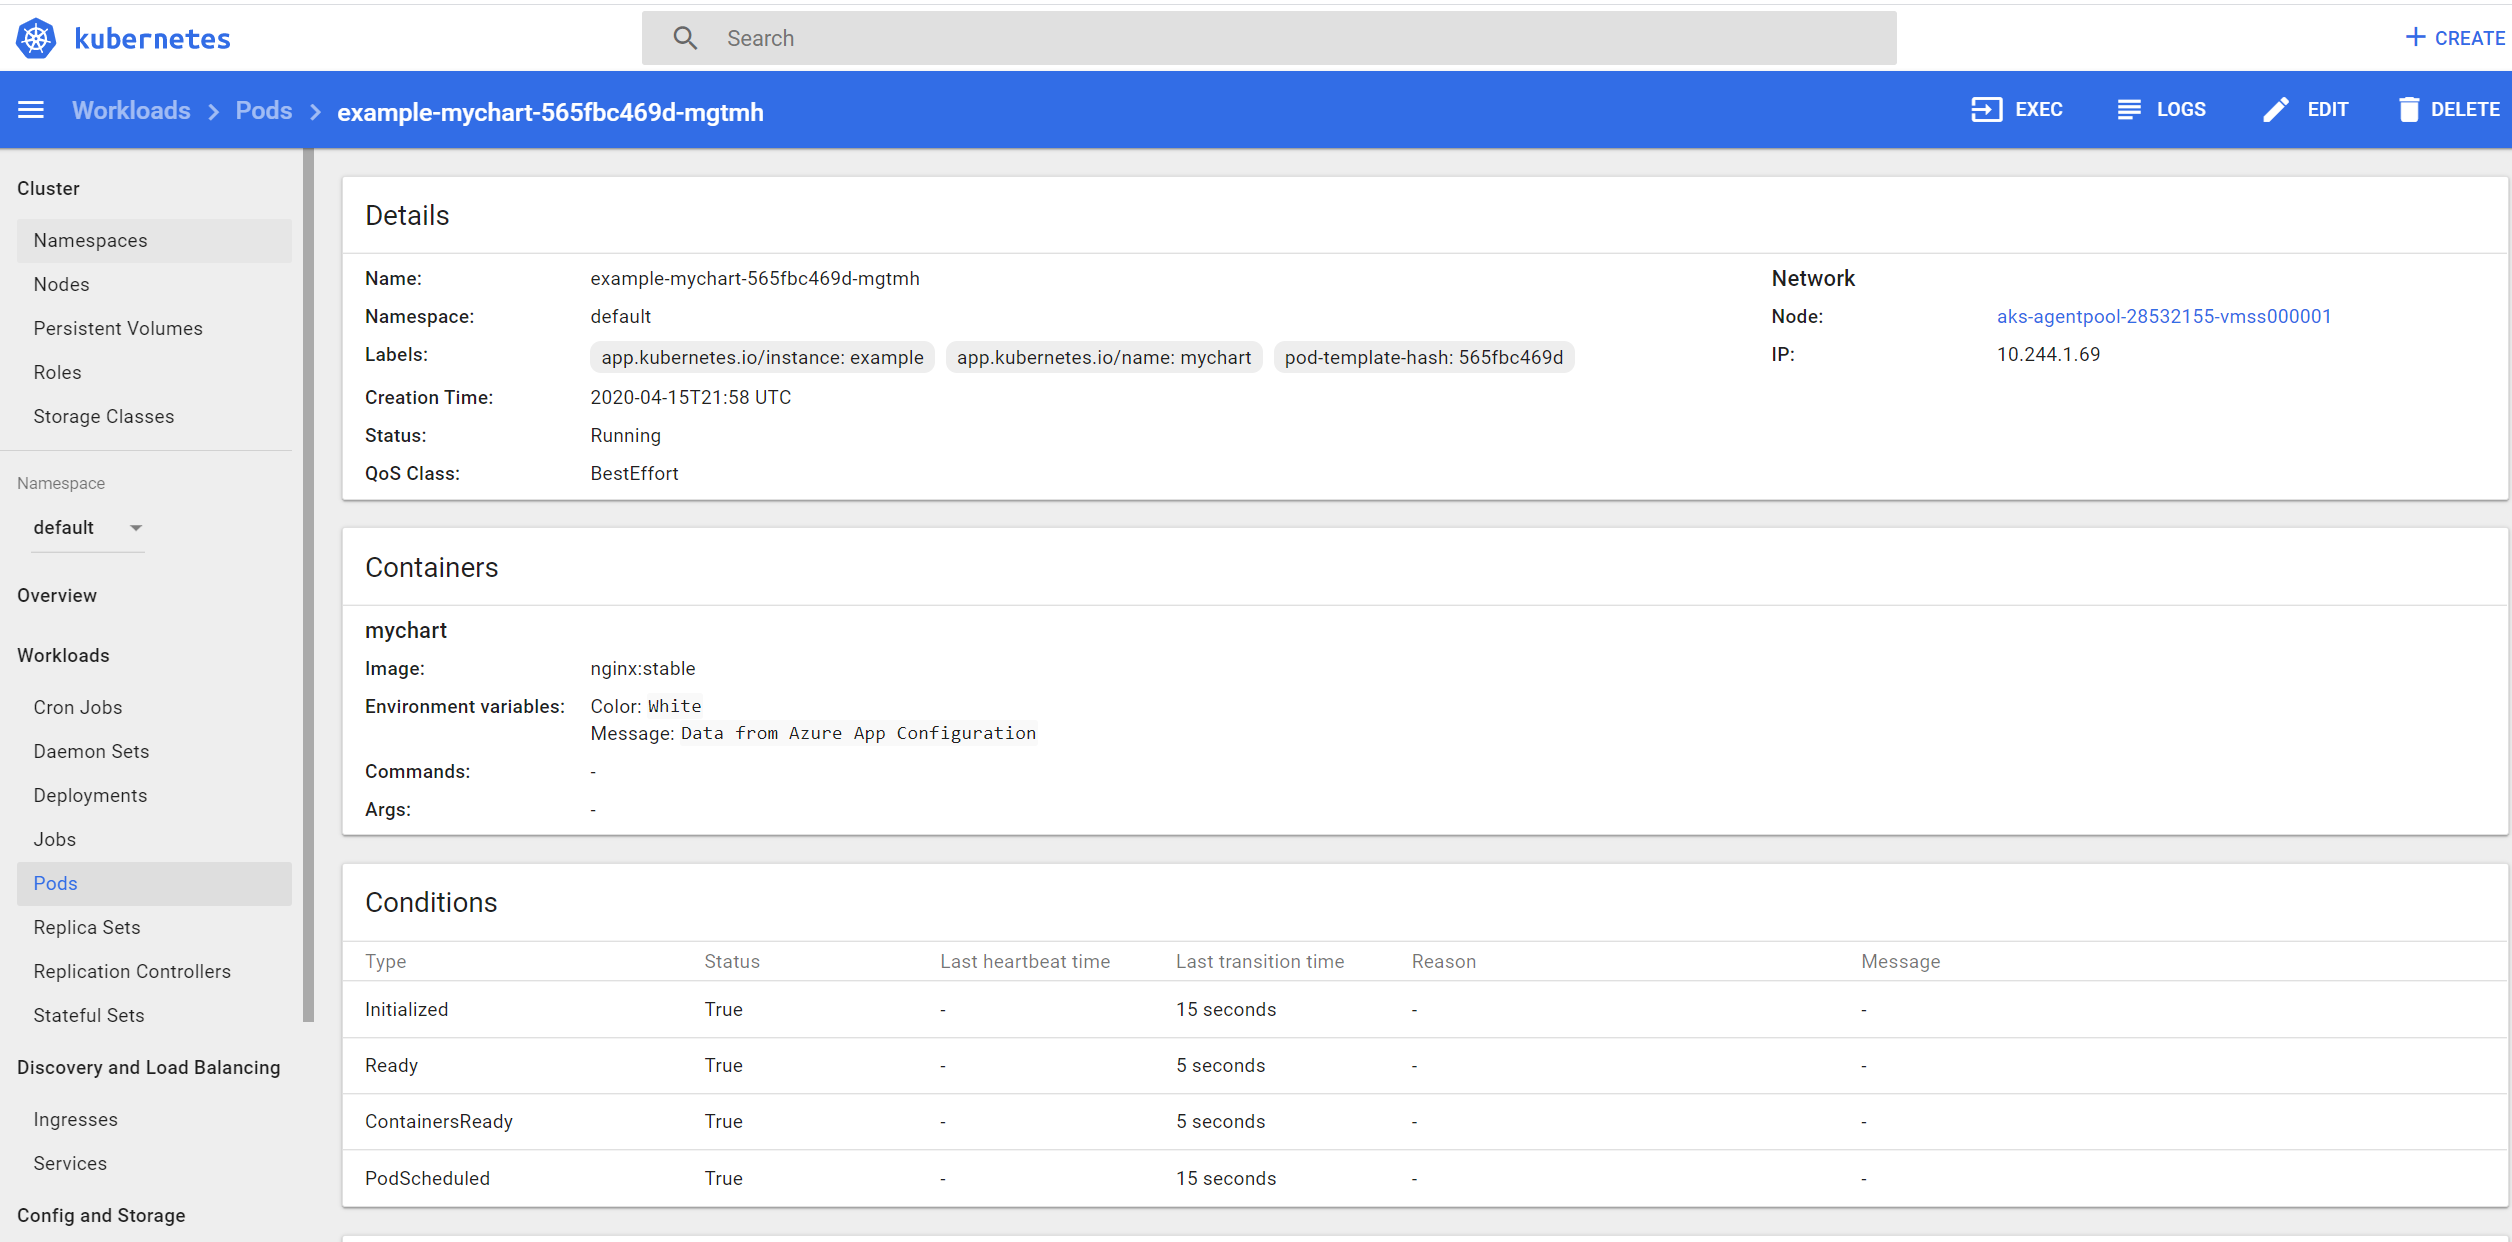 kubernetes
Search
CREATE
Workloads
Pods
example-mychart-565fbc469d-mgtmh
EXEC
LOGS
EDIT
DELETE
Cluster
Namespaces
Nodes
Persistent Volumes
Roles
Storage Classes
Namespace
default
Overview
Workloads
Cron Jobs
Daemon Sets
Deployments
Jobs
Pods
Replica Sets
Replication Controllers
Stateful Sets
Discovery and Load Balancing
Ingresses
Services
Config and Storage
Details
Name: example-mychart-565fbc469d-mgtmh
Namespace: default
Labels: app.kubernetes.io/instance: example app.kubernetes.io/name: mychart pod-template-hash: 565fbc469d
Creation Time: 2020-04-15T21:58 UTC
Status: Running
QoS Class: BestEffort
Network
Node: aks-agentpool-28532155-vmss000001
IP: 10.244.1.69
Containers
mychart
Image: nginx:stable
Environment variables: Color: White
Message: Data from Azure App Configuration
Commands: -
Args: -
Conditions
Type Status Last heartbeat time Last transition time Reason Message
Initialized True - 15 seconds - -
Ready True - 5 seconds - -
ContainersReady True - 5 seconds - -
PodScheduled True - 15 seconds - -